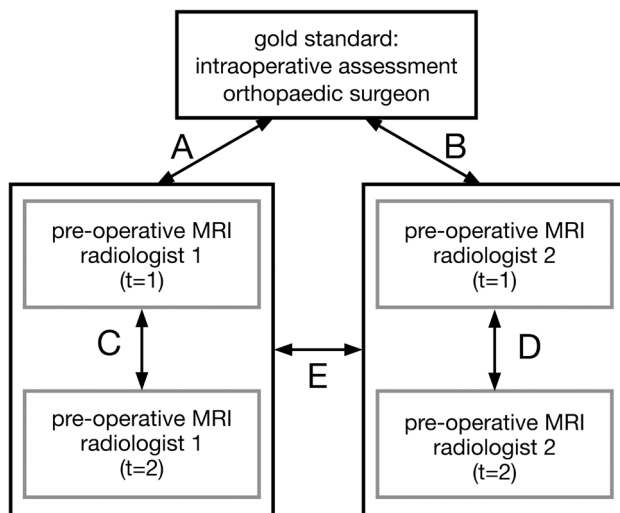 gold standard:
intraoperative assessment
orthopaedic surgeon
A
B
pre-operative MRI
radiologist 1
(t=1)
pre-operative MRI
radiologist 2
(t=1)
C
E
D
pre-operative MRI
radiologist 1
(t=2)
pre-operative MRI
radiologist 2
(t=2)